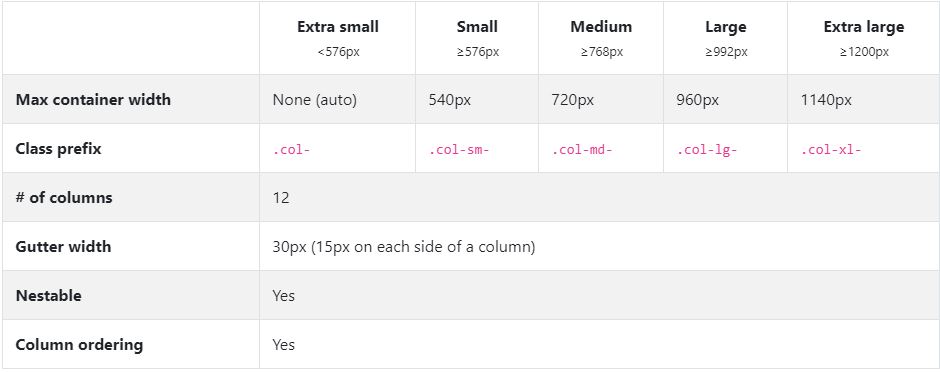 Extra small Small Medium Large Extra large
<576px ≥576px ≥768px ≥992px ≥1200px
Max container width None (auto) 540px 720px 960px 1140px
Class prefix .col- .col-sm- .col-md- .col-lg- .col-xl-
# of columns 12
Gutter width 30px (15px on each side of a column)
Nestable Yes
Column ordering Yes